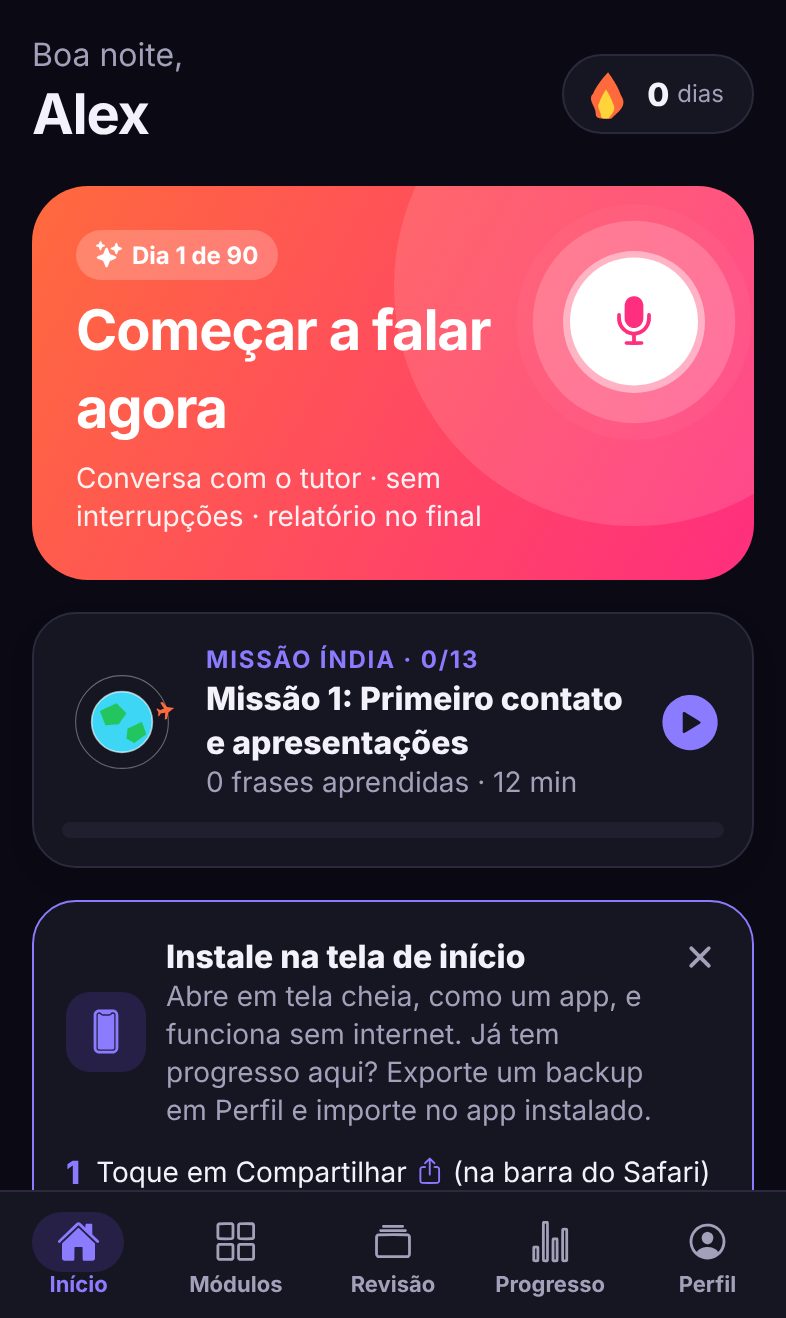 Boa noite,
Alex
0 dias
Dia 1 de 90
Começar a falar
agora
Conversa com o tutor · sem
interrupções · relatório no final
MISSÃO ÍNDIA · 0/13
Missão 1: Primeiro contato
e apresentações
0 frases aprendidas · 12 min
Instale na tela de início
Abre em tela cheia, como um app, e
funciona sem internet. Já tem
progresso aqui? Exporte um backup
em Perfil e importe no app instalado.
1 Toque em Compartilhar (na barra do Safari)
Início Módulos Revisão Progresso Perfil